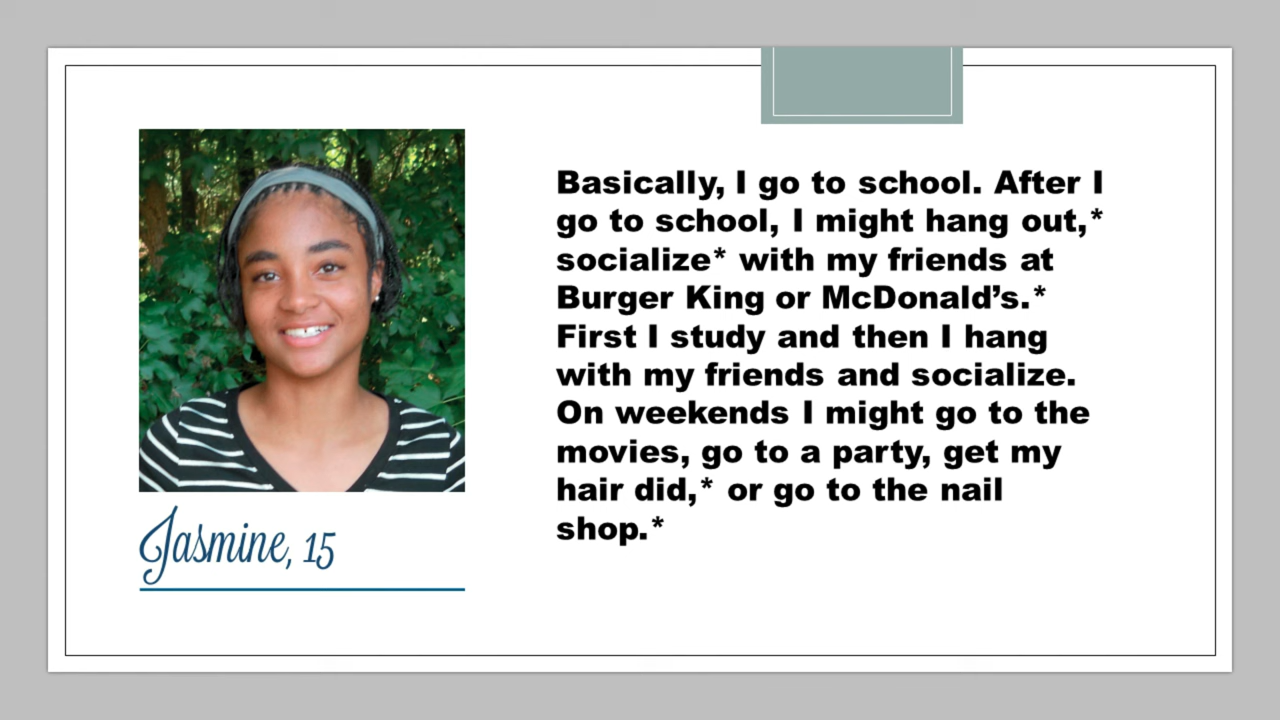 Basically, I go to school. After I
go to school, I might hang out,*
socialize* with my friends at
Burger King or McDonald’s.*
First I study and then I hang
with my friends and socialize.
On weekends I might go to the
movies, go to a party, get my
hair did,* or go to the nail
shop.*
Jasmine, 15